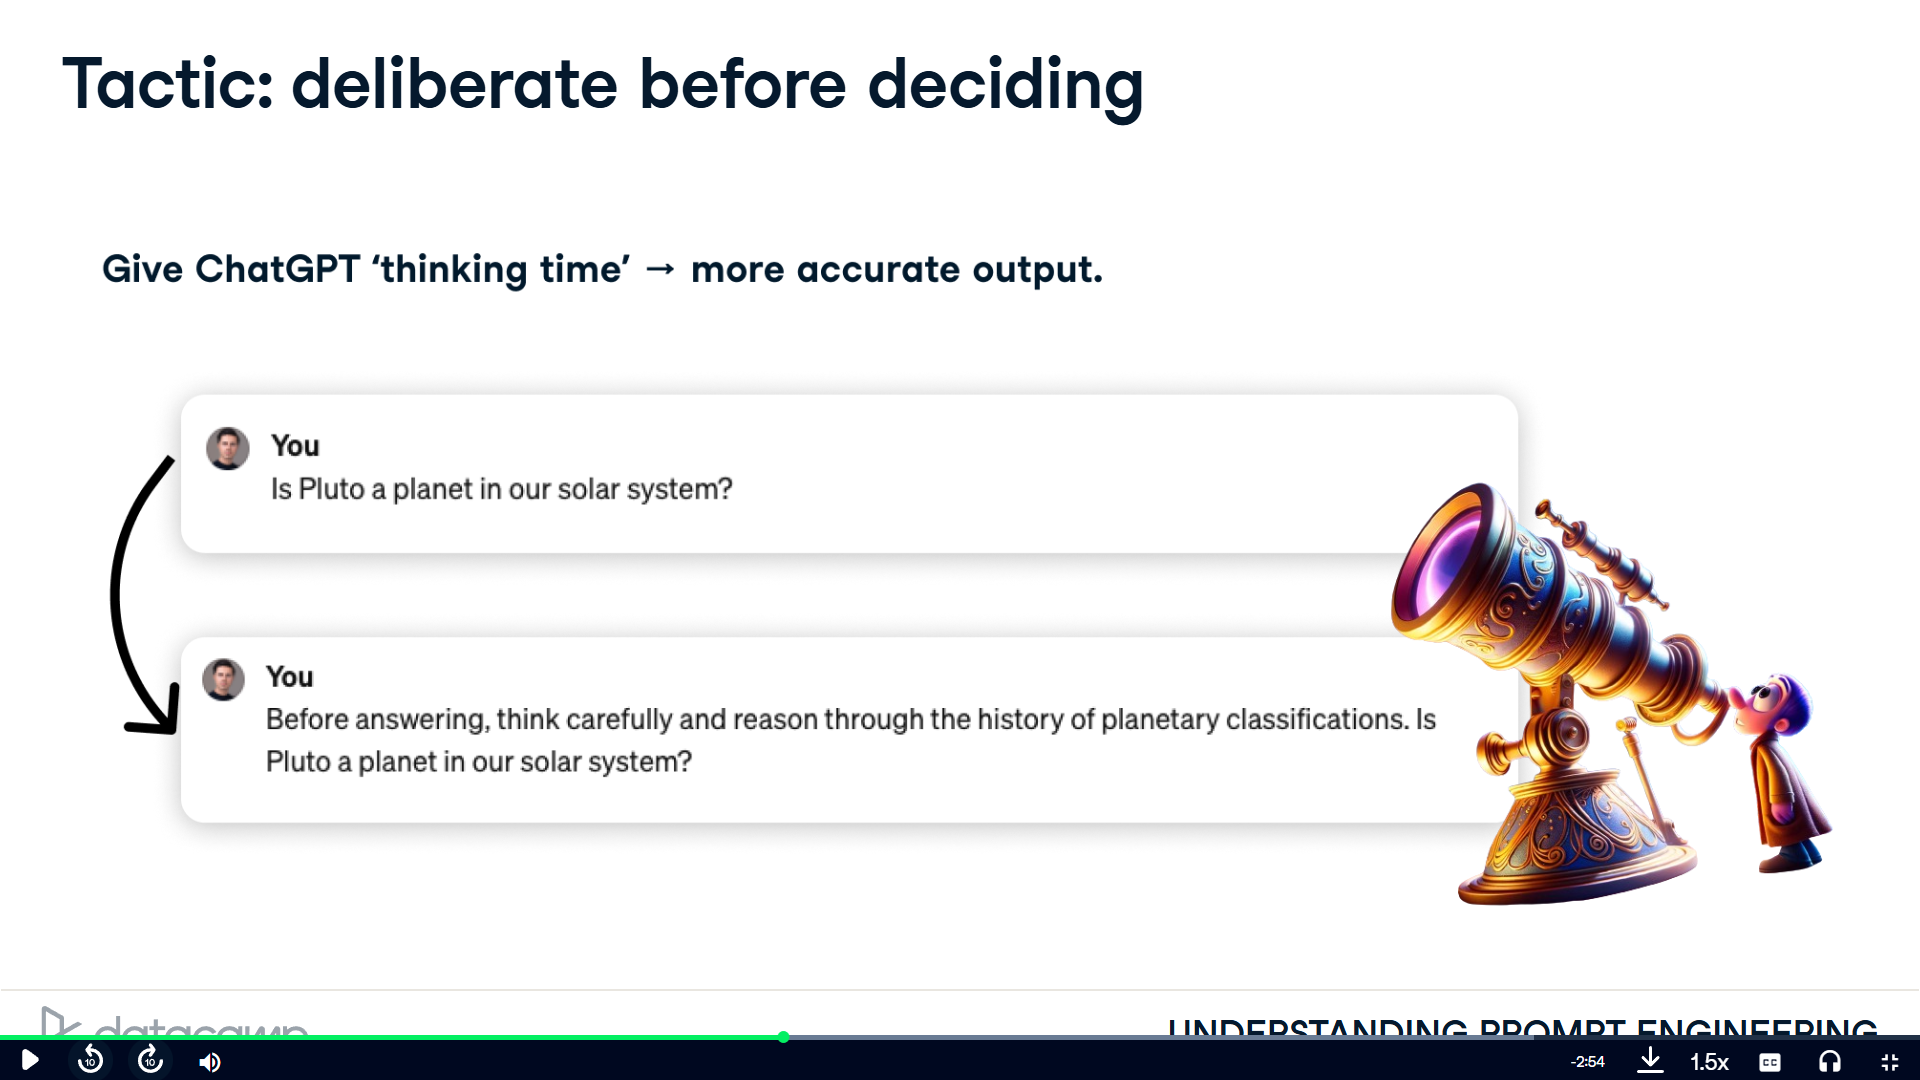 Tactic: deliberate before deciding
Give ChatGPT ‘thinking time’ → more accurate output.
You
Is Pluto a planet in our solar system?
You
Before answering, think carefully and reason through the history of planetary classifications. Is
Pluto a planet in our solar system?
datacamp
UNDERSTANDING PROMPT ENGINEERING
10
10
-2:54
1.5x
CC